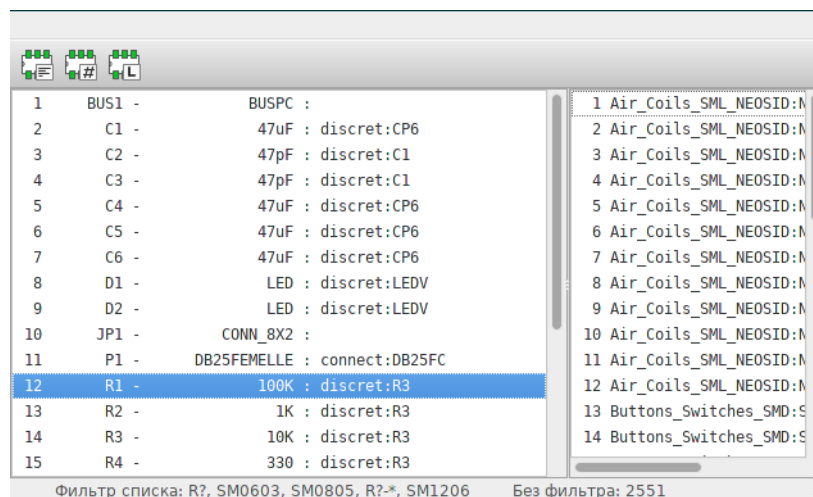 # L
1 BUS1 - BUSPC :
2 C1 - 47uF : discret:CP6
3 C2 - 47pF : discret:C1
4 C3 - 47pF : discret:C1
5 C4 - 47uF : discret:CP6
6 C5 - 47uF : discret:CP6
7 C6 - 47uF : discret:CP6
8 D1 - LED : discret:LEDV
9 D2 - LED : discret:LEDV
10 JP1 - CONN_8X2 :
11 P1 - DB25FEMELLE : connect:DB25FC
12 R1 - 100K : discret:R3
13 R2 - 1K : discret:R3
14 R3 - 10K : discret:R3
15 R4 - 330 : discret:R3
1 Air_Coils_SML_NEOSID:N
2 Air_Coils_SML_NEOSID:N
3 Air_Coils_SML_NEOSID:N
4 Air_Coils_SML_NEOSID:N
5 Air_Coils_SML_NEOSID:N
6 Air_Coils_SML_NEOSID:N
7 Air_Coils_SML_NEOSID:N
8 Air_Coils_SML_NEOSID:N
9 Air_Coils_SML_NEOSID:N
10 Air_Coils_SML_NEOSID:N
11 Air_Coils_SML_NEOSID:N
12 Air_Coils_SML_NEOSID:N
13 Buttons_Switches_SMD:S
14 Buttons_Switches_SMD:S
Фильтр списка: R?, SM0603, SM0805, R?-*, SM1206 Без фильтра: 2551